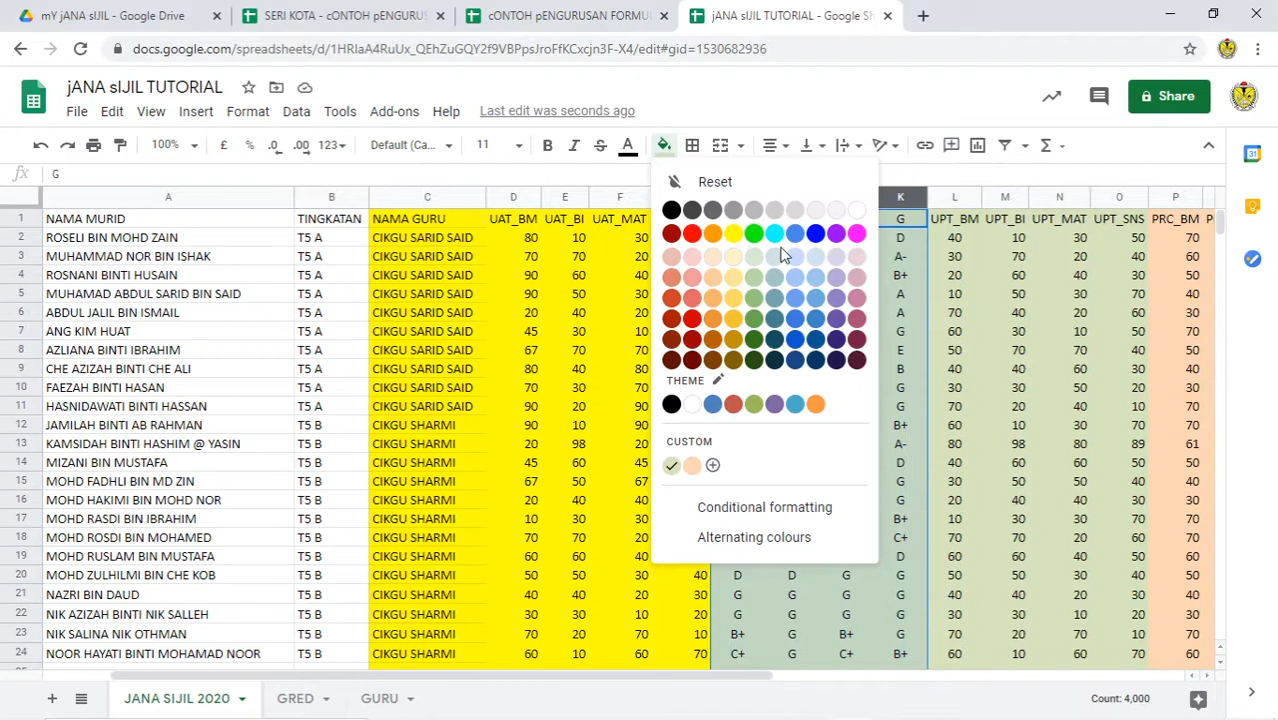 mY jANA sIJIL - Google Drive
SERI KOTA - cONTOH pENGURUS
cONTOH pENGURUSAN FORMU
jANA sIJIL TUTORIAL - Google Sh
docs.google.com/spreadsheets/d/1HRIaA4RuUx_QEhZuGQY2f9VBPpsJroFfKCxcjn3F-X4/edit#gid=1530682936
jANA sIJIL TUTORIAL
File Edit View Insert Format Data Tools Add-ons Help Last edit was seconds ago
Share
100% £ % .0 .00 123 Default (Ca... 11 B I S A
fx G
A B C D E F K L M N O P
1 NAMA MURID TINGKATAN NAMA GURU UAT_BM UAT_BI UAT_MAT G UPT_BM UPT_BI UPT_MAT UPT_SNS PRC_BM P
2 ROSELI BIN MOHD ZAIN T5 A CIKGU SARID SAID 80 10 30 D 40 10 30 50 70
3 MUHAMMAD NOR BIN ISHAK T5 A CIKGU SARID SAID 70 70 20 A- 30 70 20 40 60
4 ROSNANI BINTI HUSAIN T5 A CIKGU SARID SAID 90 60 40 B+ 20 60 40 30 50
5 MUHAMAD ABDUL SARID BIN SAID T5 A CIKGU SARID SAID 90 50 30 A 10 50 30 70 40
6 ABDUL JALIL BIN ISMAIL T5 A CIKGU SARID SAID 20 40 20 A 70 40 20 60 30
7 ANG KIM HUAT T5 A CIKGU SARID SAID 45 30 10 G 60 30 10 50 70
8 AZLIANA BINTI IBRAHIM T5 A CIKGU SARID SAID 67 70 70 E 50 70 70 40 30
9 CHE AZIZAH BINTI CHE ALI T5 A CIKGU SARID SAID 80 40 80 B 40 40 60 30 60
10 FAEZAH BINTI HASAN T5 A CIKGU SARID SAID 70 30 70 G 30 30 50 20 70
11 HASNIDAWATI BINTI HASSAN T5 A CIKGU SARID SAID 90 20 90 G 70 20 40 10 70
12 JAMILAH BINTI AB RAHMAN T5 B CIKGU SHARMI 90 10 90 B+ 60 10 30 70 70
13 KAMSIDAH BINTI HASHIM @ YASIN T5 B CIKGU SHARMI 20 98 20 A- 80 98 80 89 61
14 MIZANI BIN MUSTAFA T5 B CIKGU SHARMI 45 60 45 D 40 60 60 50 50
15 MOHD FADHLI BIN MD ZIN T5 B CIKGU SHARMI 67 50 67 G 30 50 50 40 40
16 MOHD HAKIMI BIN MOHD NOR T5 B CIKGU SHARMI 20 40 20 G 20 40 40 30 30
17 MOHD RASDI BIN IBRAHIM T5 B CIKGU SHARMI 10 30 30 B+ 10 30 30 70 70
18 MOHD ROSDI BIN MOHAMED T5 B CIKGU SHARMI 70 70 20 C+ 70 70 20 60 70
19 MOHD RUSLAM BIN MUSTAFA T5 B CIKGU SHARMI 60 60 40 D 60 60 40 50 60
20 MOHD ZULHILMI BIN CHE KOB T5 B CIKGU SHARMI 50 50 30 40 D D G G 50 50 30 40 50
21 NAZRI BIN DAUD T5 B CIKGU SHARMI 40 40 20 30 G G G G 40 40 20 30 40
22 NIK AZIZAH BINTI NIK SALLEH T5 B CIKGU SHARMI 30 30 10 20 G G G G 30 30 10 20 30
23 NIK SALINA NIK OTHMAN T5 B CIKGU SHARMI 70 20 70 10 B+ G B+ G 70 20 70 10 70
24 NOOR HAYATI BINTI MOHAMAD NOOR T5 B CIKGU SHARMI 60 10 60 70 C+ G C+ B+ 60 10 60 70 60
Reset
THEME
CUSTOM
Conditional formatting
Alternating colours
JANA SIJIL 2020 GRED GURU Count: 4,000